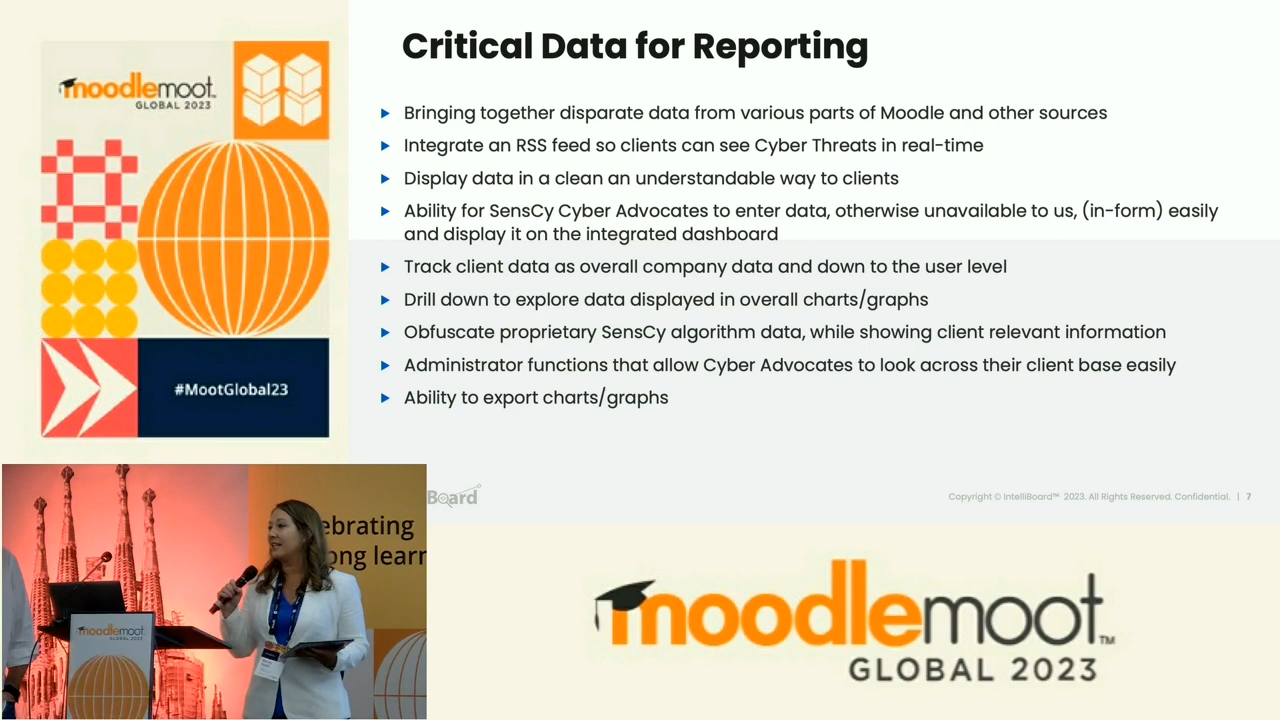 moodlemoot
GLOBAL 2023
#MootGlobal23
Critical Data for Reporting
Bringing together disparate data from various parts of Moodle and other sources
Integrate an RSS feed so clients can see Cyber Threats in real-time
Display data in a clean an understandable way to clients
Ability for SensCy Cyber Advocates to enter data, otherwise unavailable to us, (in-form) easily
and display it on the integrated dashboard
Track client data as overall company data and down to the user level
Drill down to explore data displayed in overall charts/graphs
Obfuscate proprietary SensCy algorithm data, while showing client relevant information
Administrator functions that allow Cyber Advocates to look across their client base easily
Ability to export charts/graphs
Board
Copyright © IntelliBoard™ 2023. All Rights Reserved. Confidential. | 7
ebrating
ong learn
moodlemoot
GLOBAL 2023
moodlemoot™
GLOBAL 2023